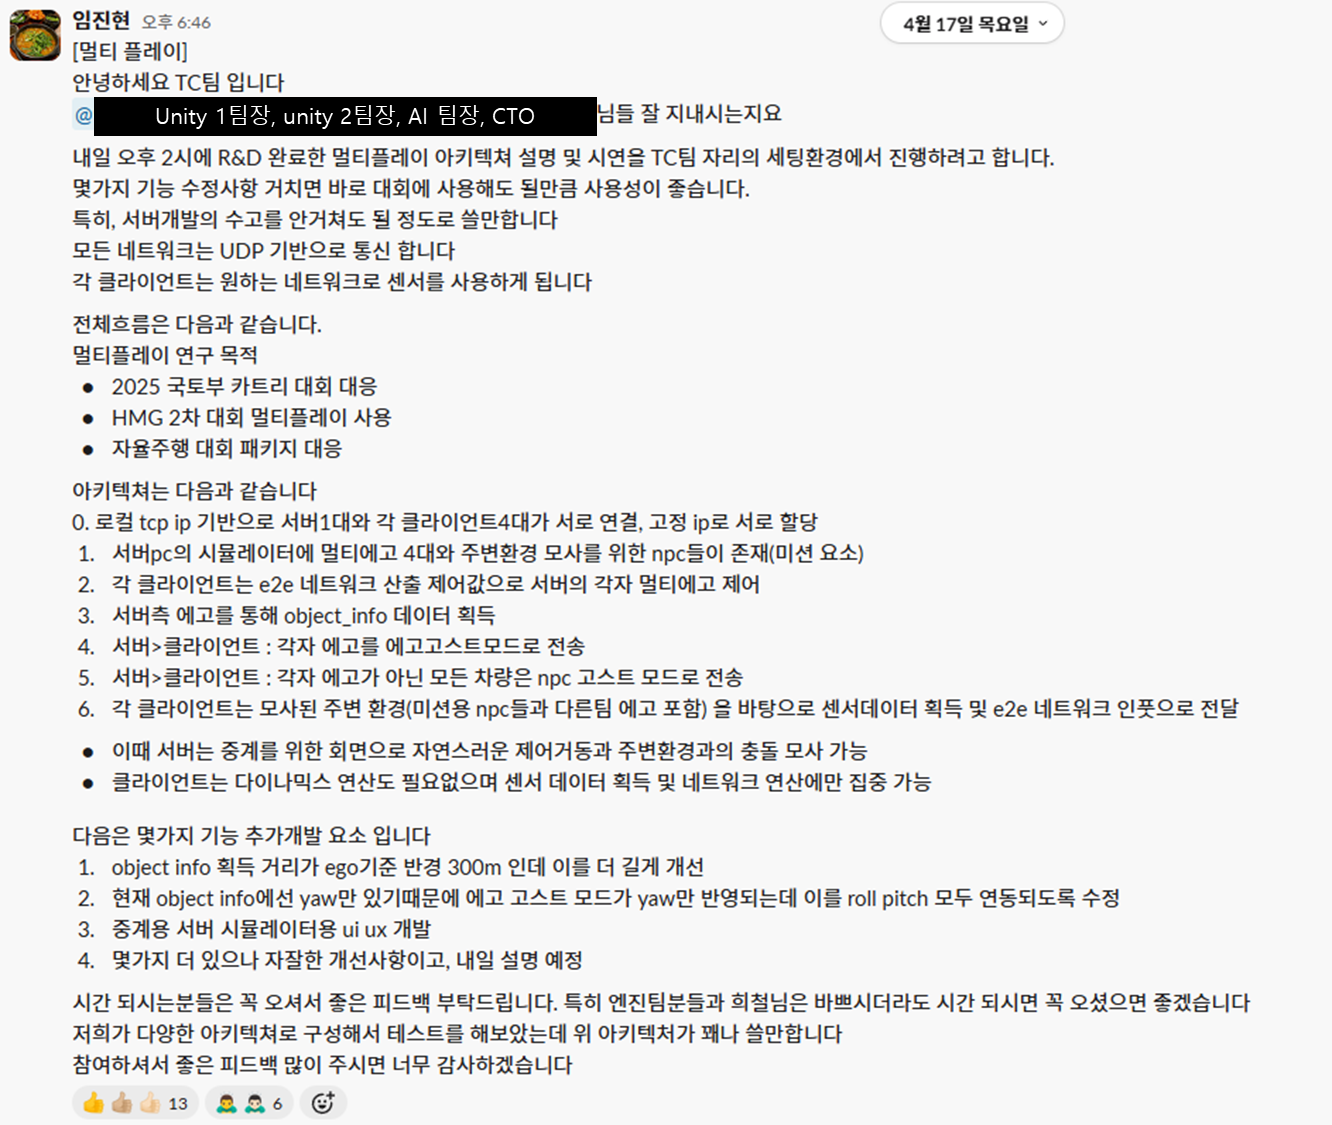 임진현 오후 6:46
4월 17일 목요일
[멀티 플레이]
안녕하세요 TC팀 입니다
@ Unity 1팀장, unity 2팀장, AI 팀장, CTO 님들 잘 지내시는지요
내일 오후 2시에 R&D 완료한 멀티플레이 아키텍쳐 설명 및 시연을 TC팀 자리의 세팅환경에서 진행하려고 합니다.
몇가지 기능 수정사항 거치면 바로 대회에 사용해도 될만큼 사용성이 좋습니다.
특히, 서버개발의 수고를 안거쳐도 될 정도로 쓸만합니다
모든 네트워크는 UDP 기반으로 통신 합니다
각 클라이언트는 원하는 네트워크로 센서를 사용하게 됩니다
전체흐름은 다음과 같습니다.
멀티플레이 연구 목적
● 2025 국토부 카트리 대회 대응
● HMG 2차 대회 멀티플레이 사용
● 자율주행 대회 패키지 대응
아키텍쳐는 다음과 같습니다
0. 로컬 tcp ip 기반으로 서버1대와 각 클라이언트4대가 서로 연결, 고정 ip로 서로 할당
1. 서버pc의 시뮬레이터에 멀티에고 4대와 주변환경 모사를 위한 npc들이 존재(미션 요소)
2. 각 클라이언트는 e2e 네트워크 산출 제어값으로 서버의 각자 멀티에고 제어
3. 서버측 에고를 통해 object_info 데이터 획득
4. 서버>클라이언트 : 각자 에고를 에고고스트모드로 전송
5. 서버>클라이언트 : 각자 에고가 아닌 모든 차량은 npc 고스트 모드로 전송
6. 각 클라이언트는 모사된 주변 환경(미션용 npc들과 다른팀 에고 포함) 을 바탕으로 센서데이터 획득 및 e2e 네트워크 인풋으로 전달
● 이때 서버는 중계를 위한 회면으로 자연스러운 제어거동과 주변환경과의 충돌 모사 가능
● 클라이언트는 다이나믹스 연산도 필요없으며 센서 데이터 획득 및 네트워크 연산에만 집중 가능
다음은 몇가지 기능 추가개발 요소 입니다
1. object info 획득 거리가 ego기준 반경 300m 인데 이를 더 길게 개선
2. 현재 object info에선 yaw만 있기때문에 에고 고스트 모드가 yaw만 반영되는데 이를 roll pitch 모두 연동되도록 수정
3. 중계용 서버 시뮬레이터용 ui ux 개발
4. 몇가지 더 있으나 자잘한 개선사항이고, 내일 설명 예정
시간 되시는분들은 꼭 오셔서 좋은 피드백 부탁드립니다. 특히 엔진팀분들과 희철님은 바쁘시더라도 시간 되시면 꼭 오셨으면 좋겠습니다
저희가 다양한 아키텍쳐로 구성해서 테스트를 해보았는데 위 아키텍처가 꽤나 쓸만합니다
참여하셔서 좋은 피드백 많이 주시면 너무 감사하겠습니다
13 6